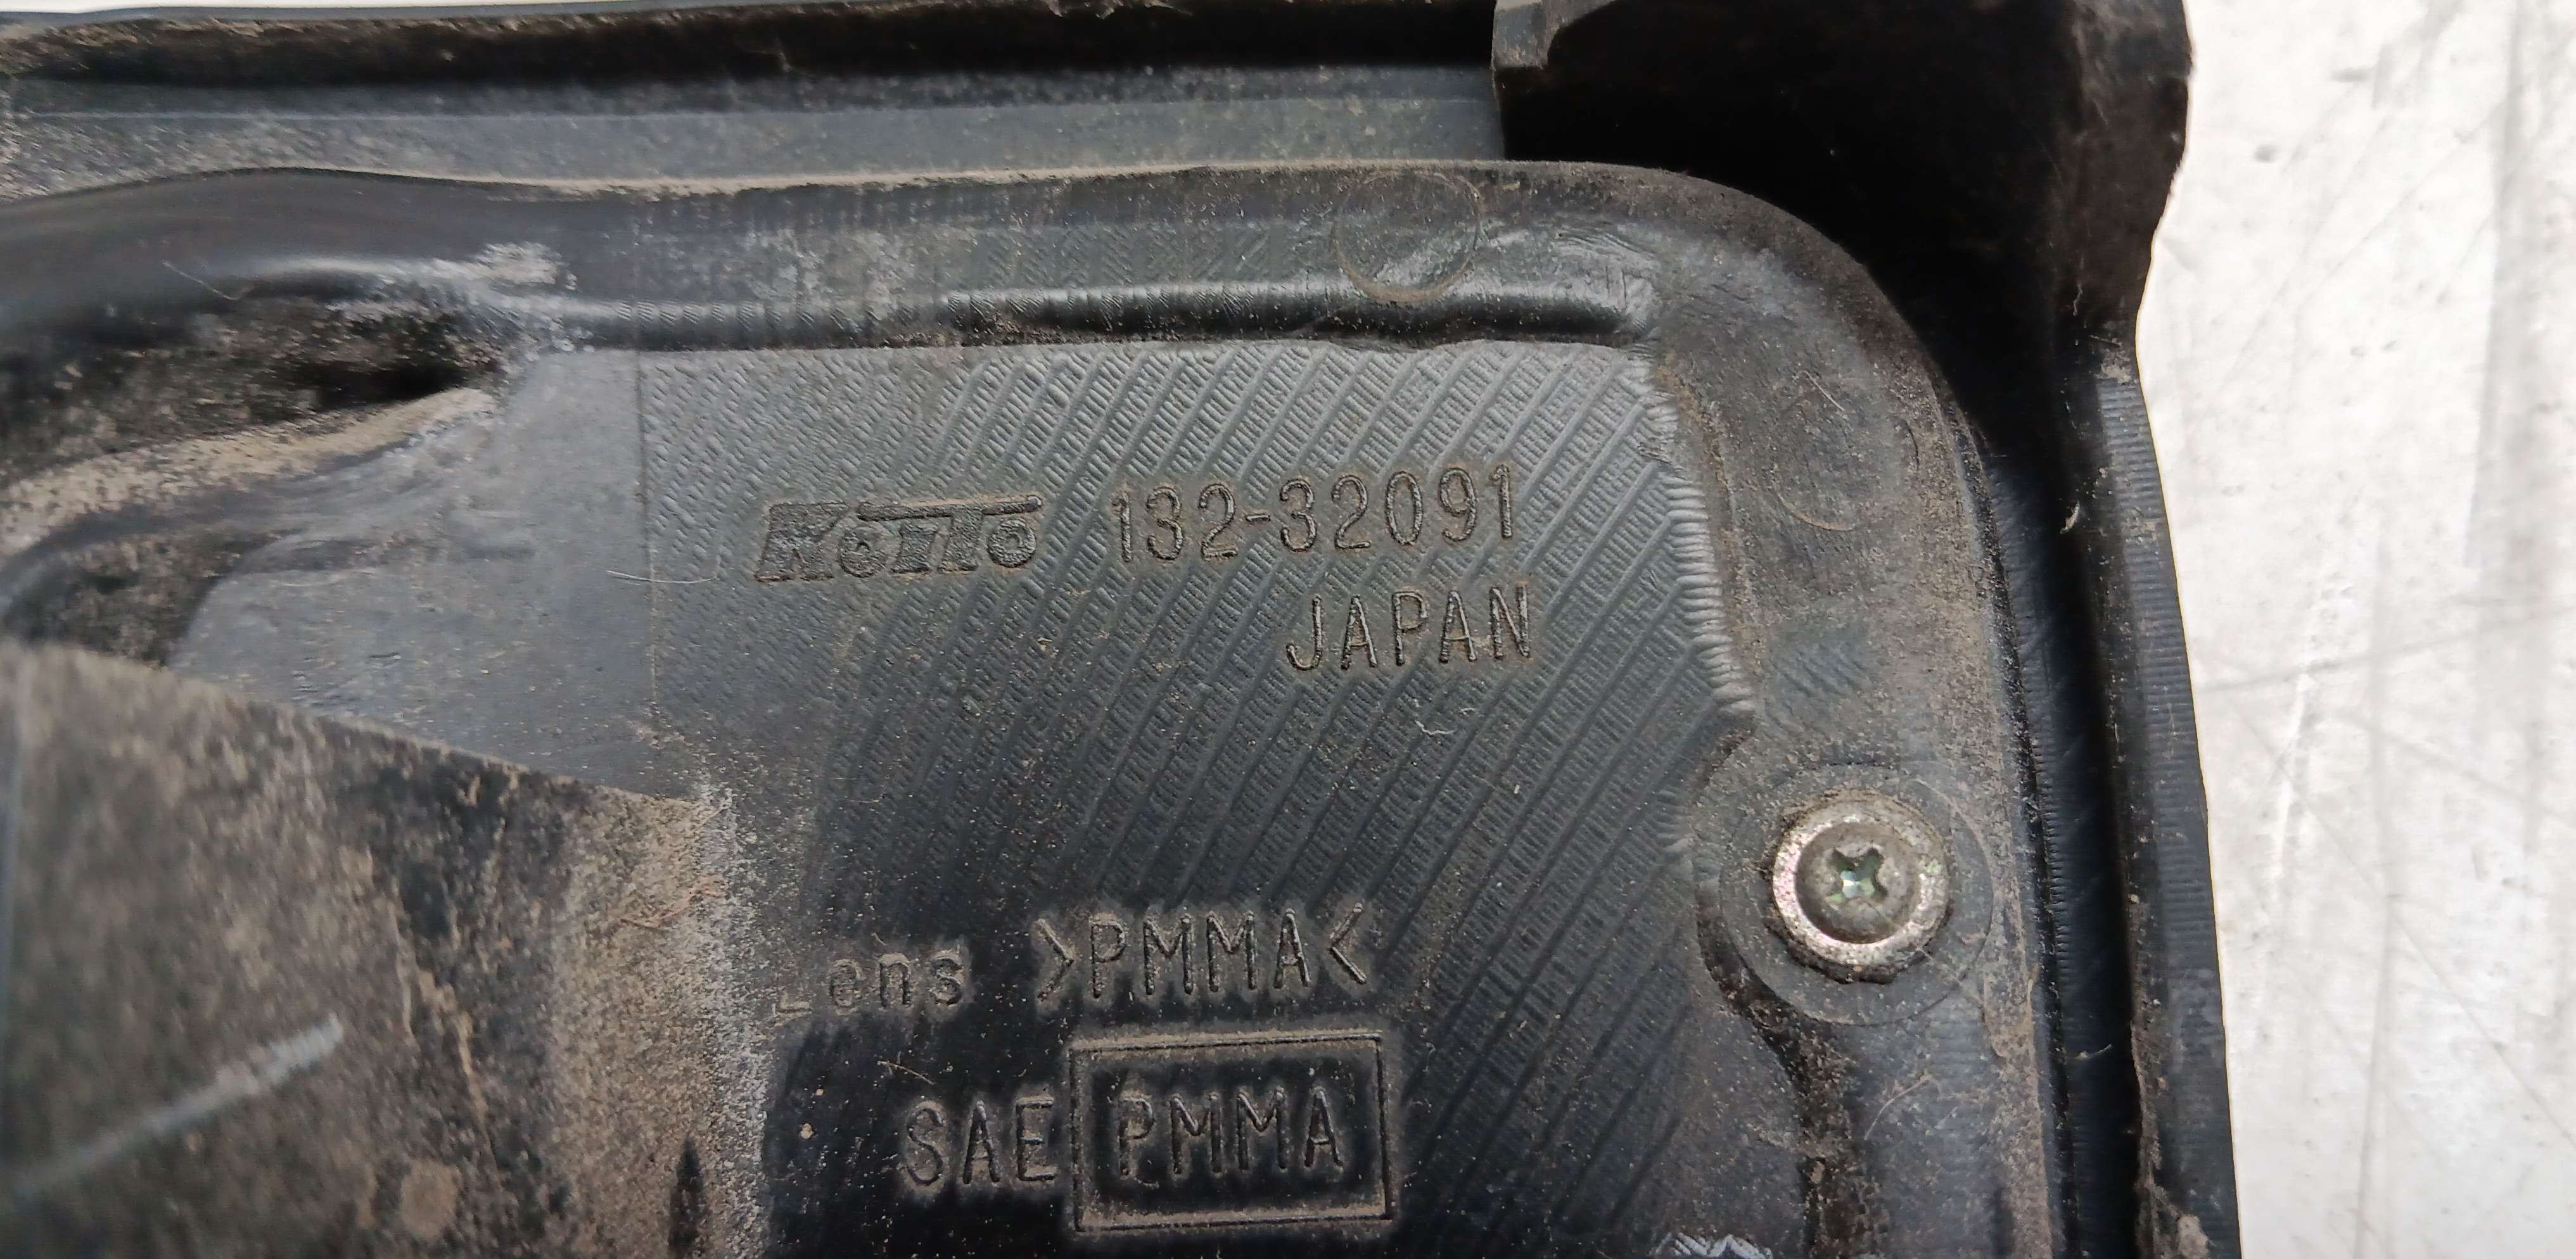 KOITO 132-32091
JAPAN
Lens >PMMA<
SAE PMMA